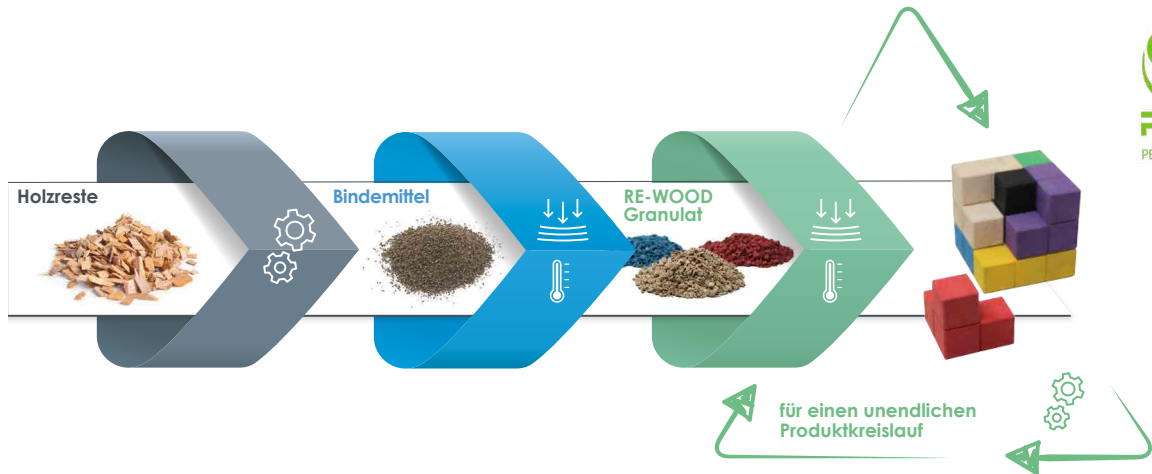 Holzreste
Bindemittel
RE-WOOD
Granulat
für einen unendlichen
Produktkreislauf